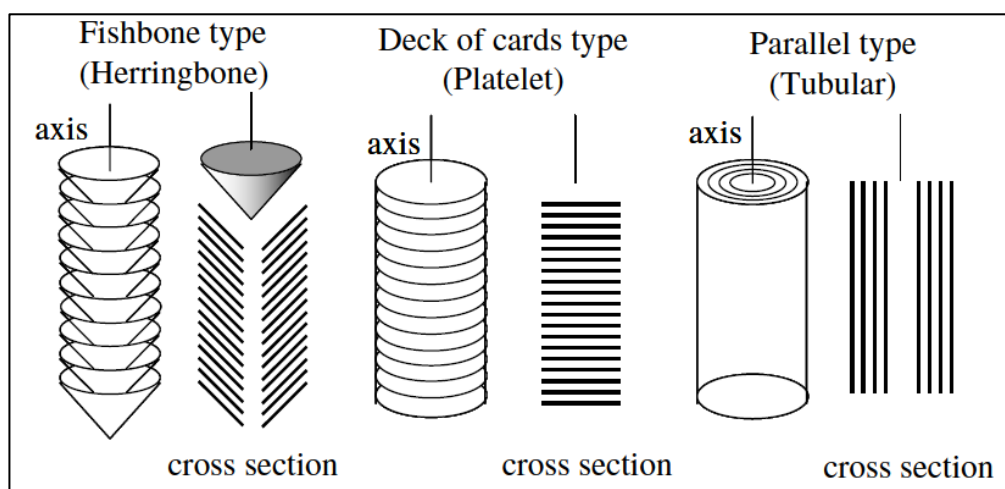 Fishbone type
(Herringbone)
axis
cross section
Deck of cards type
(Platelet)
axis
cross section
Parallel type
(Tubular)
axis
cross section